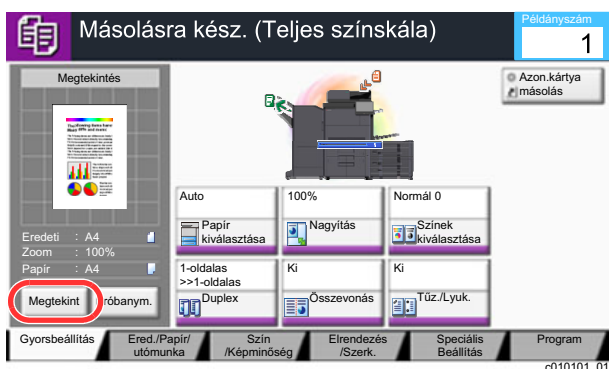 Másolásra kész. (Teljes színskála)
Példányszám
1
Megtekintés
Azon.kártya
másolás
Eredeti : A4
Zoom : 100%
Papír : A4
Megtekint
róbanym.
Auto
Papír
kiválasztása
100%
Nagyítás
Normál 0
Színek
kiválasztása
1-oldalas
>>1-oldalas
Duplex
Ki
Összevonás
Ki
Tűz./Lyuk.
Gyorsbeállítás
Ered./Papír/
utómunka
Szín
/Képminőség
Elrendezés
/Szerk.
Speciális
Beállítás
Program
c010101_01